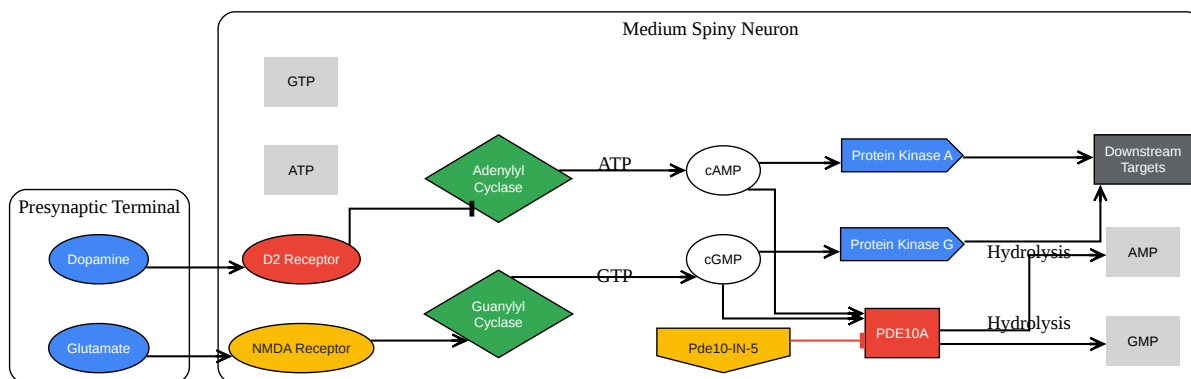 Medium Spiny Neuron
GTP
ATP
Adenylyl
Cyclase
ATP
cAMP
Protein Kinase A
Downstream
Targets
Presynaptic Terminal
Dopamine
D2 Receptor
cGMP
Protein Kinase G
Hydrolysis
AMP
Guanylyl
Cyclase
GTP
Glutamate
NMDA Receptor
Pde10-IN-5
PDE10A
Hydrolysis
GMP